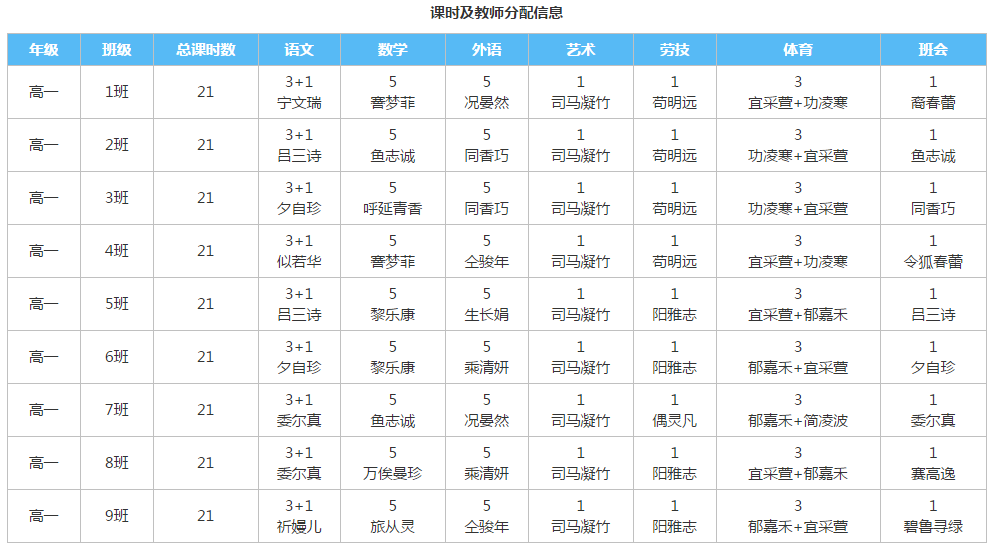 课时及教师分配信息
年级 班级 总课时数 语文 数学 外语 艺术 劳技 体育 班会
高一 1班 21 3+1 5 5 1 1 3 1
宁文瑞 謇梦菲 况晏然 司马凝竹 苟明远 宜采萱+功凌寒 裔春蕾
高一 2班 21 3+1 5 5 1 1 3 1
吕三诗 鱼志诚 同香巧 司马凝竹 苟明远 功凌寒+宜采萱 鱼志诚
高一 3班 21 3+1 5 5 1 1 3 1
夕自珍 呼延青香 同香巧 司马凝竹 苟明远 功凌寒+宜采萱 同香巧
高一 4班 21 3+1 5 5 1 1 3 1
似若华 謇梦菲 仝骏年 司马凝竹 苟明远 宜采萱+功凌寒 令狐春蕾
高一 5班 21 3+1 5 5 1 1 3 1
吕三诗 黎乐康 生长娟 司马凝竹 阳雅志 宜采萱+郁嘉禾 吕三诗
高一 6班 21 3+1 5 5 1 1 3 1
夕自珍 黎乐康 乘清妍 司马凝竹 阳雅志 郁嘉禾+宜采萱 夕自珍
高一 7班 21 3+1 5 5 1 1 3 1
委尔真 鱼志诚 况晏然 司马凝竹 偶灵凡 郁嘉禾+简凌波 委尔真
高一 8班 21 3+1 5 5 1 1 3 1
委尔真 万俟曼珍 乘清妍 司马凝竹 阳雅志 宜采萱+郁嘉禾 赛高逸
高一 9班 21 3+1 5 5 1 1 3 1
祈嫚儿 旅从灵 仝骏年 司马凝竹 阳雅志 郁嘉禾+宜采萱 碧鲁寻绿